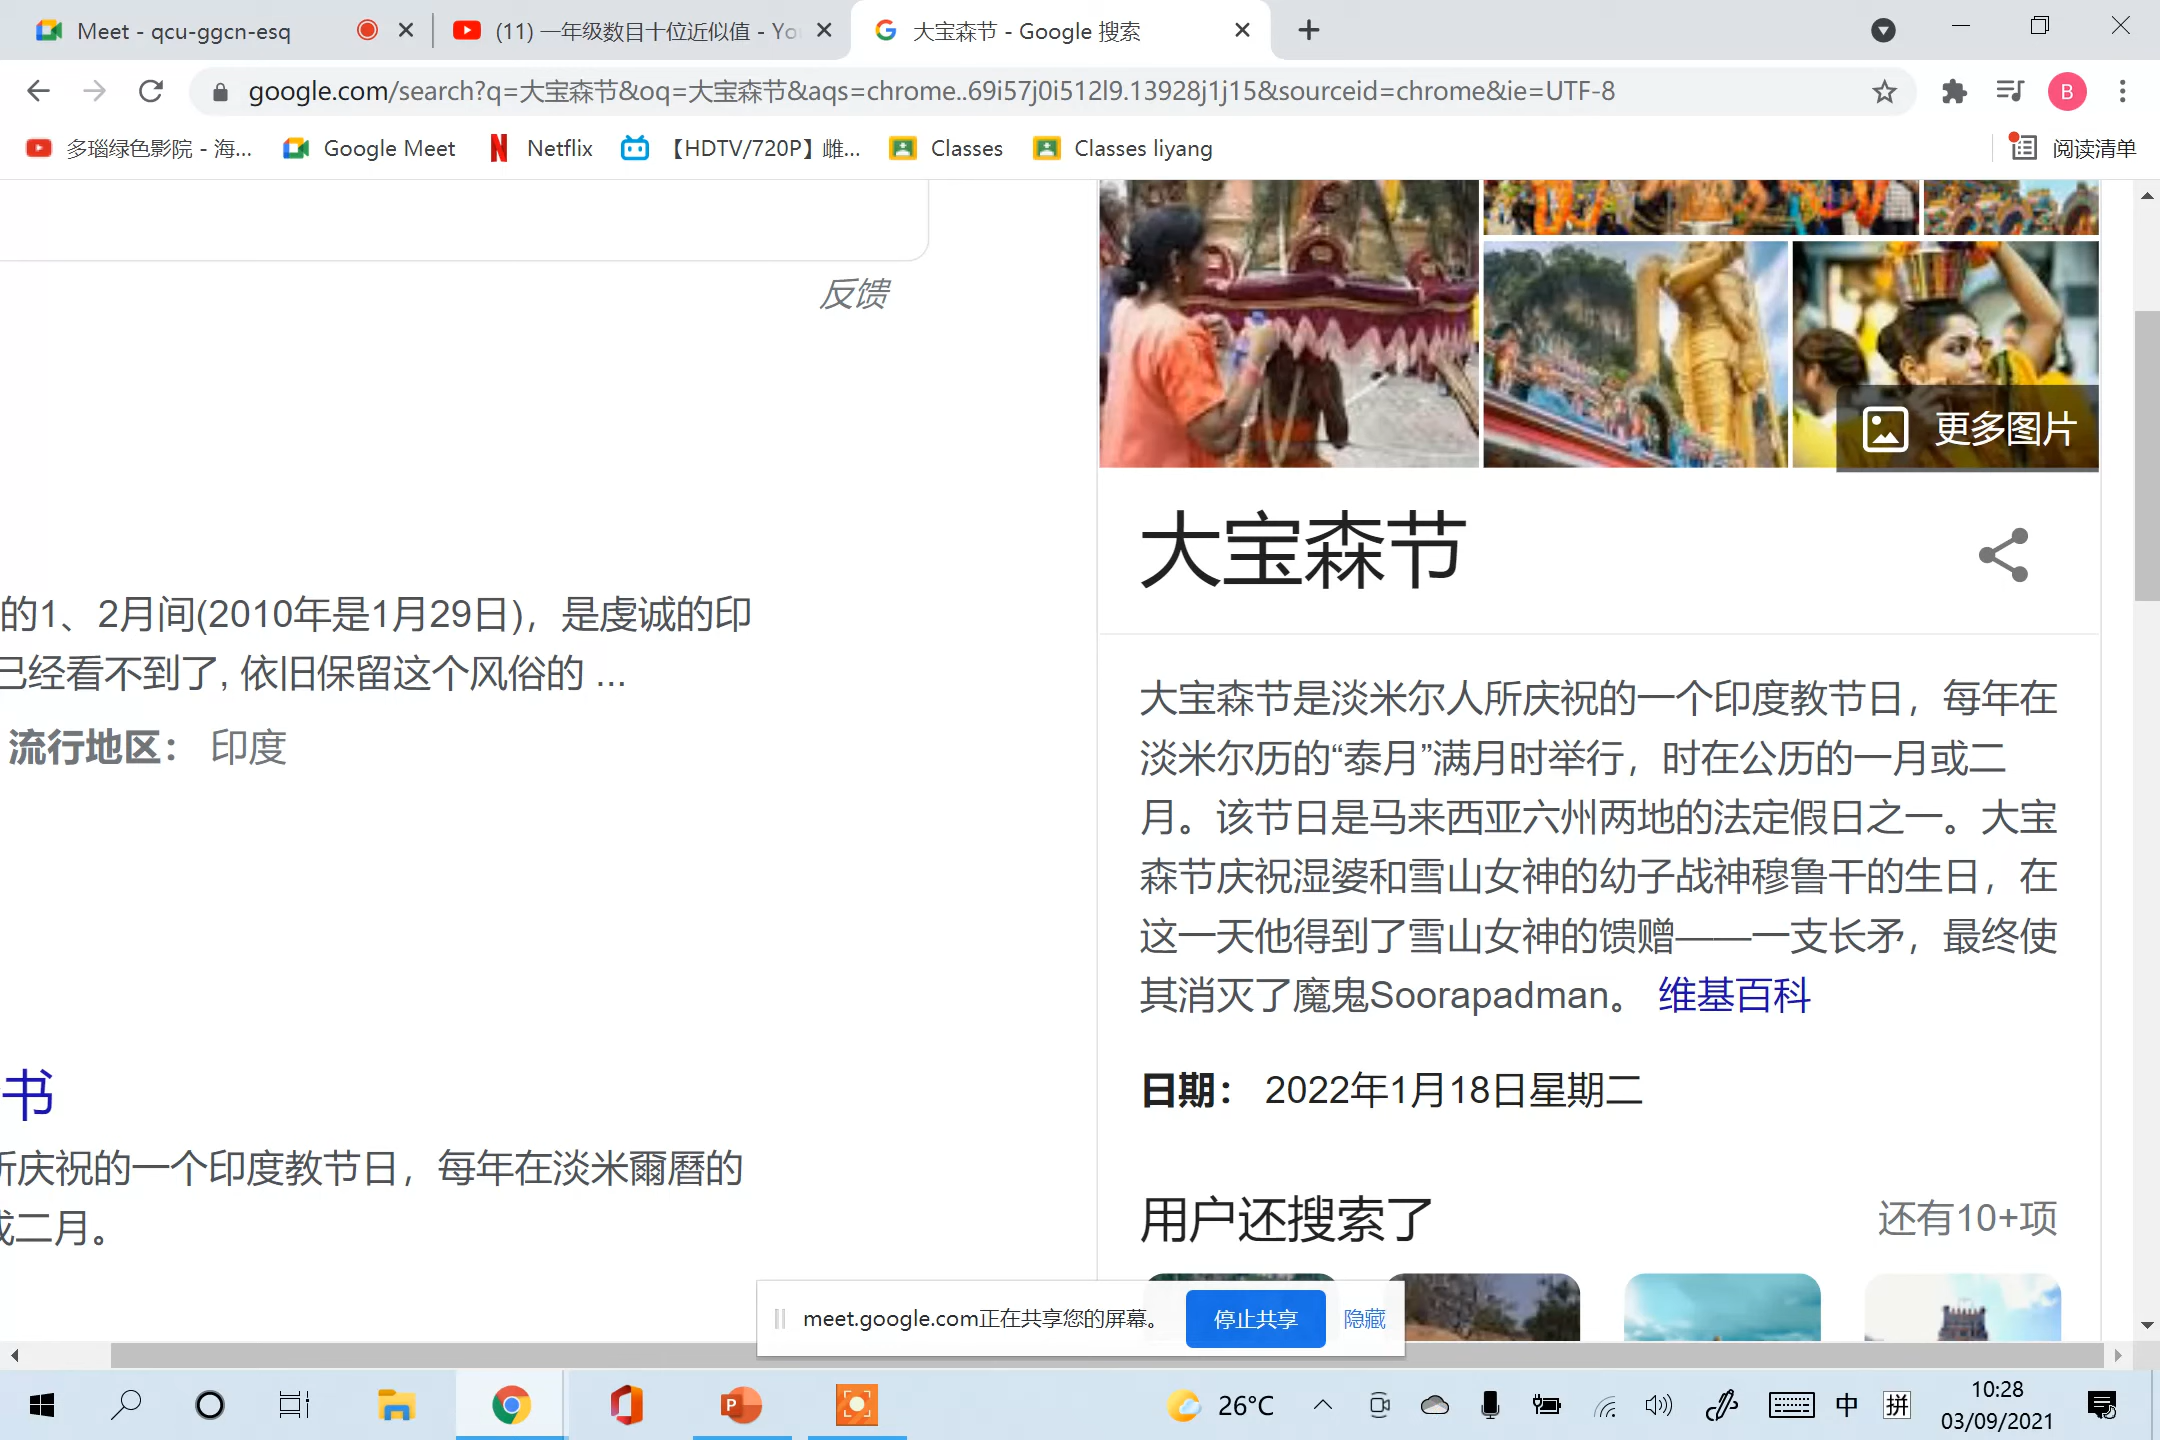 Meet - qcu-ggcn-esq
(11) 一年级数目十位近似值 - Yo
大宝森节 - Google 搜索
google.com/search?q=大宝森节&oq=大宝森节&aqs=chrome..69i57j0i512l9.13928j1j15&sourceid=chrome&ie=UTF-8
B
多瑙绿色影院 - 海...
Google Meet
Netflix
【HDTV/720P】雌...
Classes
Classes liyang
阅读清单
反馈
的1、2月间(2010年是1月29日)，是虔诚的印
已经看不到了, 依旧保留这个风俗的 ...
流行地区： 印度
书
所庆祝的一个印度教节日，每年在淡米爾曆的
或二月。
更多图片
大宝森节
大宝森节是淡米尔人所庆祝的一个印度教节日，每年在
淡米尔历的“泰月”满月时举行，时在公历的一月或二
月。该节日是马来西亚六州两地的法定假日之一。大宝
森节庆祝湿婆和雪山女神的幼子战神穆鲁干的生日，在
这一天他得到了雪山女神的馈赠——一支长矛，最终使
其消灭了魔鬼Soorapadman。 维基百科
日期： 2022年1月18日星期二
用户还搜索了
还有10+项
meet.google.com正在共享您的屏幕。
停止共享
隐藏
P
26°C
中
拼
10:28
03/09/2021